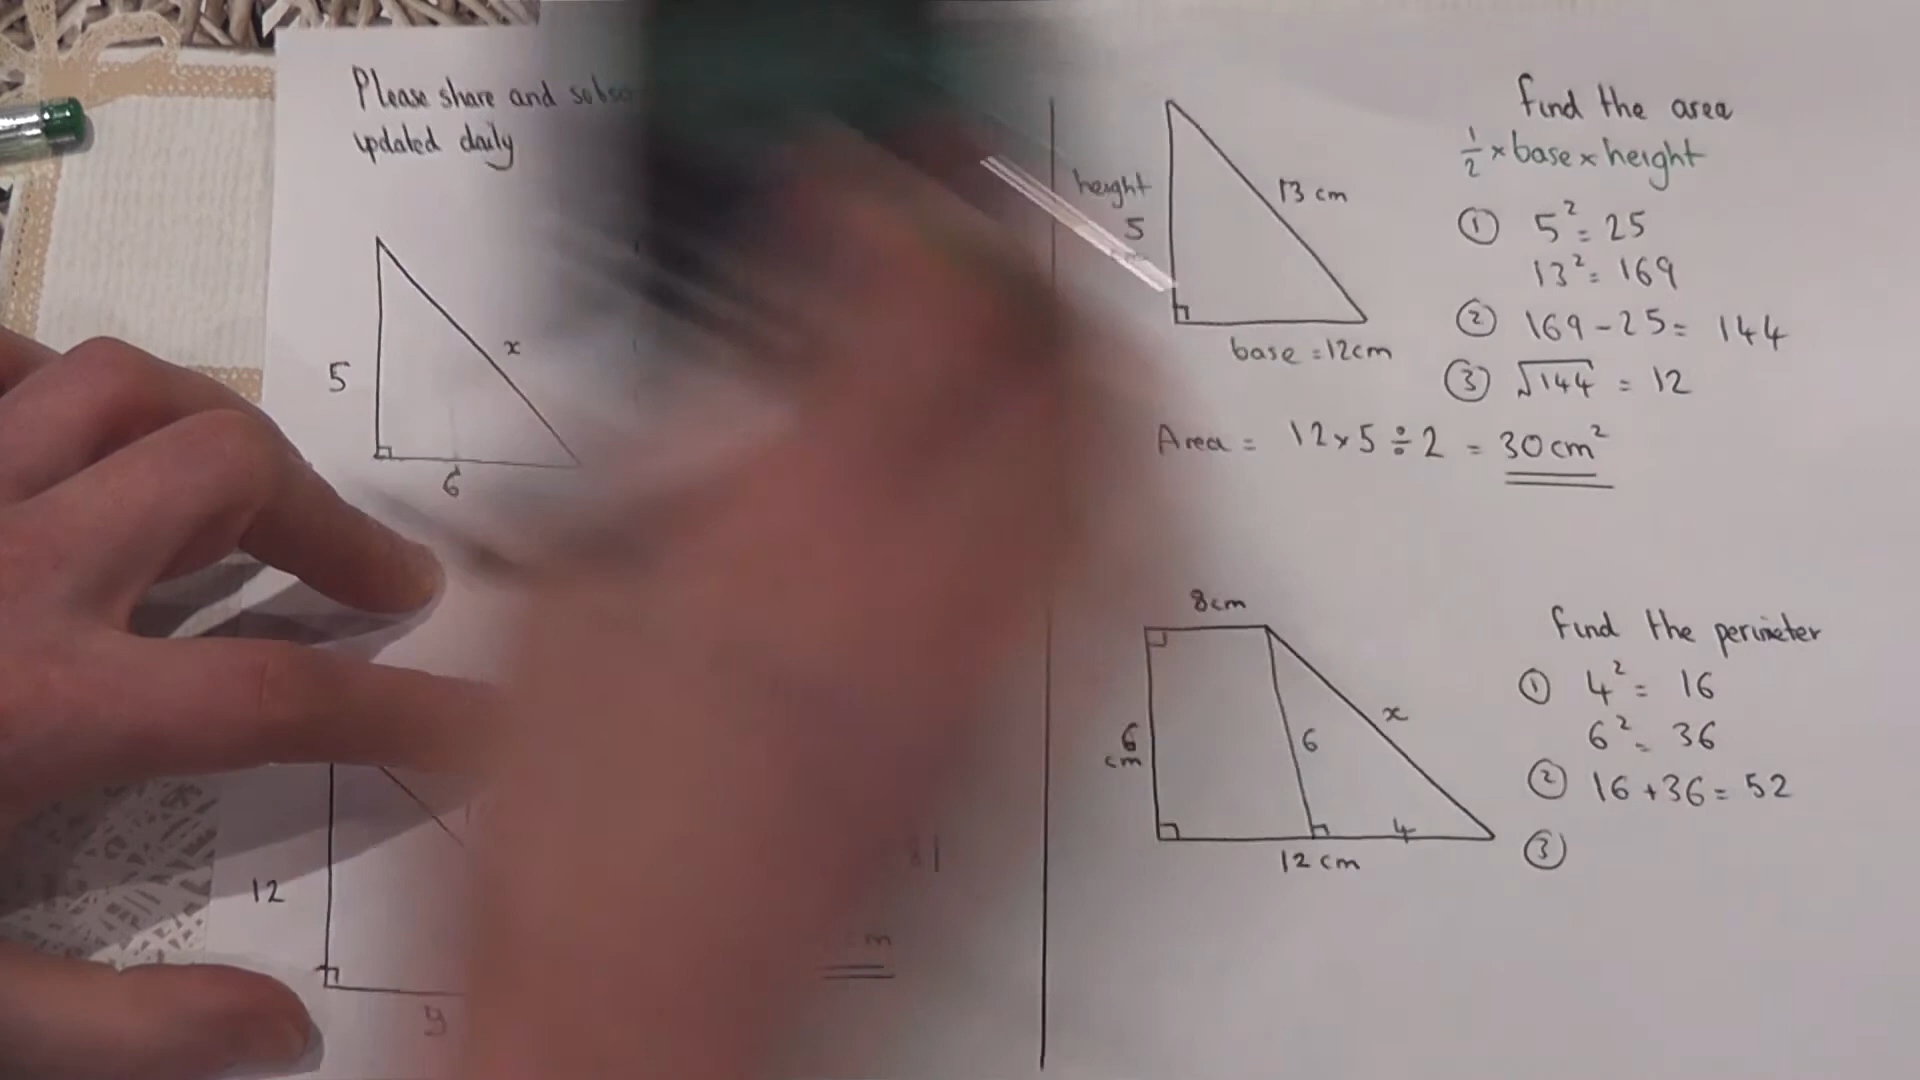 Please share and
updated daily
5
x
6
12
9
height
5
13 cm
base = 12cm
find the area
1/2 × base × height
① 5² = 25
13² = 169
② 169 - 25 = 144
③ √144 = 12
Area = 12 × 5 ÷ 2 = 30cm²
8cm
6
cm
6
x
4
12 cm
find the perimeter
① 4² = 16
6² = 36
② 16 + 36 = 52
③